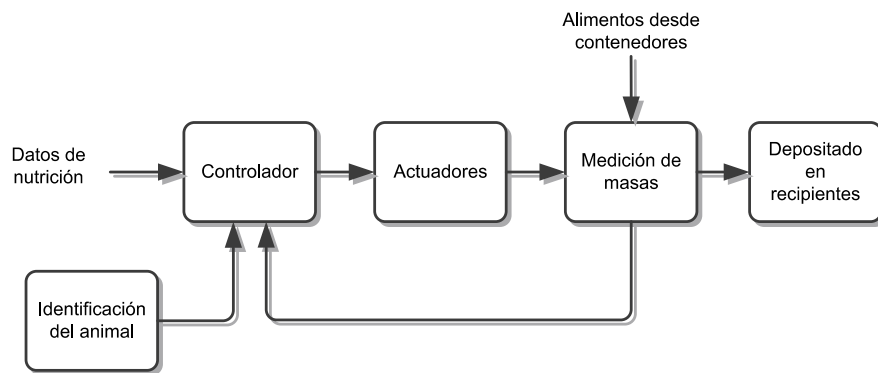 Alimentos desde
contenedores
Datos de
nutrición
Controlador
Actuadores
Medición de
masas
Depositado
en
recipientes
Identificación
del animal